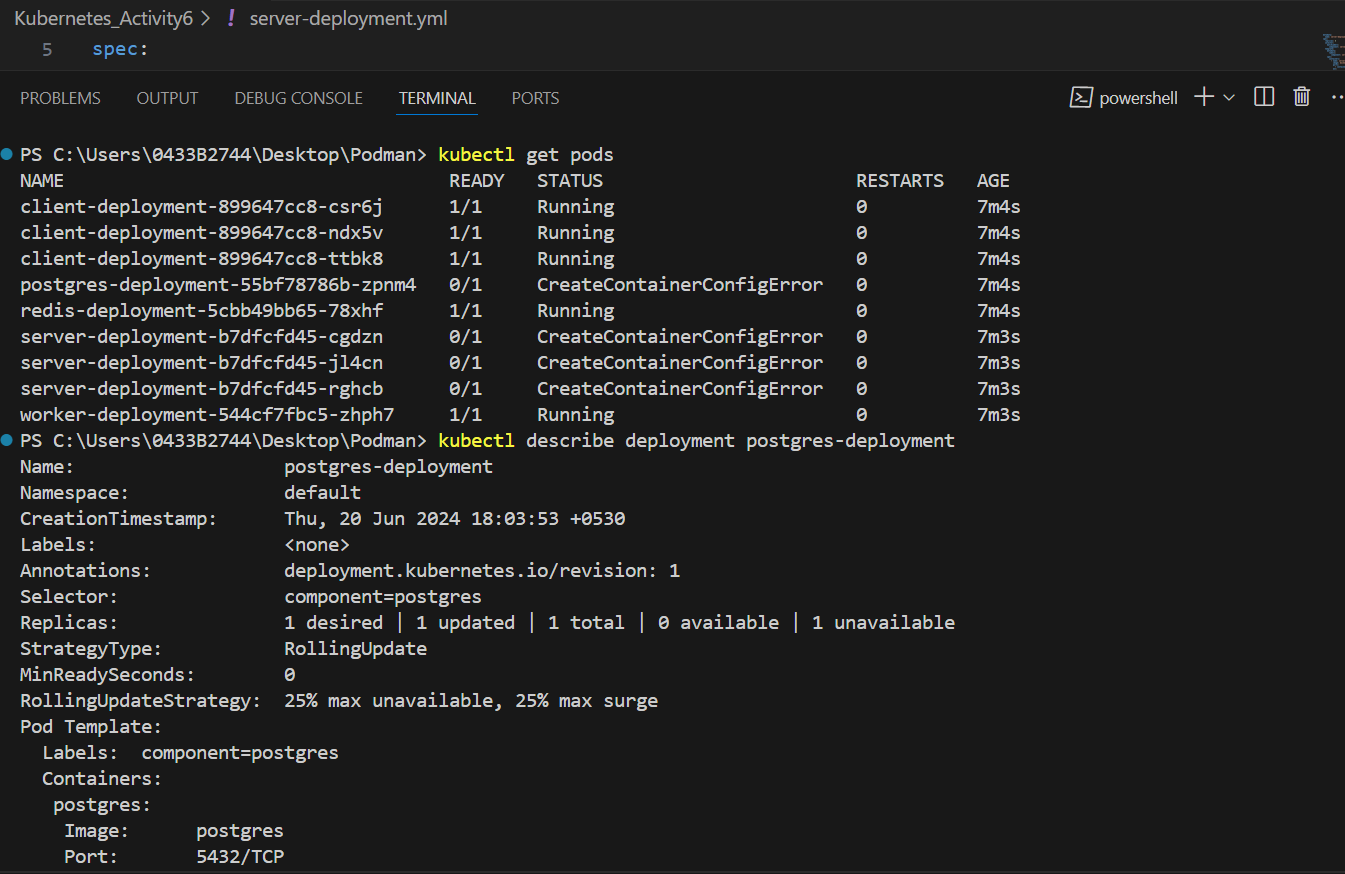 Kubernetes_Activity6 > ! server-deployment.yml
5 spec:
PROBLEMS OUTPUT DEBUG CONSOLE TERMINAL PORTS powershell
PS C:\Users\0433B2744\Desktop\Podman> kubectl get pods
NAME READY STATUS RESTARTS AGE
client-deployment-899647cc8-csr6j 1/1 Running 0 7m4s
client-deployment-899647cc8-ndx5v 1/1 Running 0 7m4s
client-deployment-899647cc8-ttbk8 1/1 Running 0 7m4s
postgres-deployment-55bf78786b-zpnm4 0/1 CreateContainerConfigError 0 7m4s
redis-deployment-5cbb49bb65-78xhf 1/1 Running 0 7m4s
server-deployment-b7dfcfd45-cgdzn 0/1 CreateContainerConfigError 0 7m3s
server-deployment-b7dfcfd45-jl4cn 0/1 CreateContainerConfigError 0 7m3s
server-deployment-b7dfcfd45-rghcb 0/1 CreateContainerConfigError 0 7m3s
worker-deployment-544cf7fbc5-zhph7 1/1 Running 0 7m3s
PS C:\Users\0433B2744\Desktop\Podman> kubectl describe deployment postgres-deployment
Name: postgres-deployment
Namespace: default
CreationTimestamp: Thu, 20 Jun 2024 18:03:53 +0530
Labels: <none>
Annotations: deployment.kubernetes.io/revision: 1
Selector: component=postgres
Replicas: 1 desired | 1 updated | 1 total | 0 available | 1 unavailable
StrategyType: RollingUpdate
MinReadySeconds: 0
RollingUpdateStrategy: 25% max unavailable, 25% max surge
Pod Template:
Labels: component=postgres
Containers:
postgres:
Image: postgres
Port: 5432/TCP